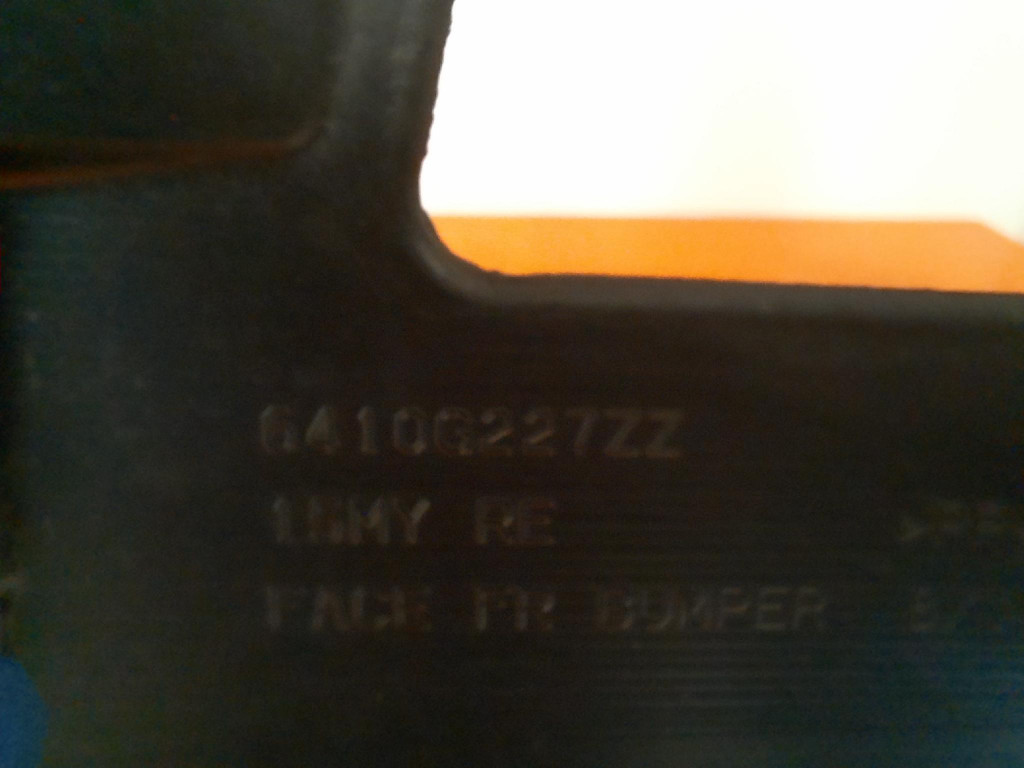 6410G227ZZ
15MY RE
FACE FR BUMPER